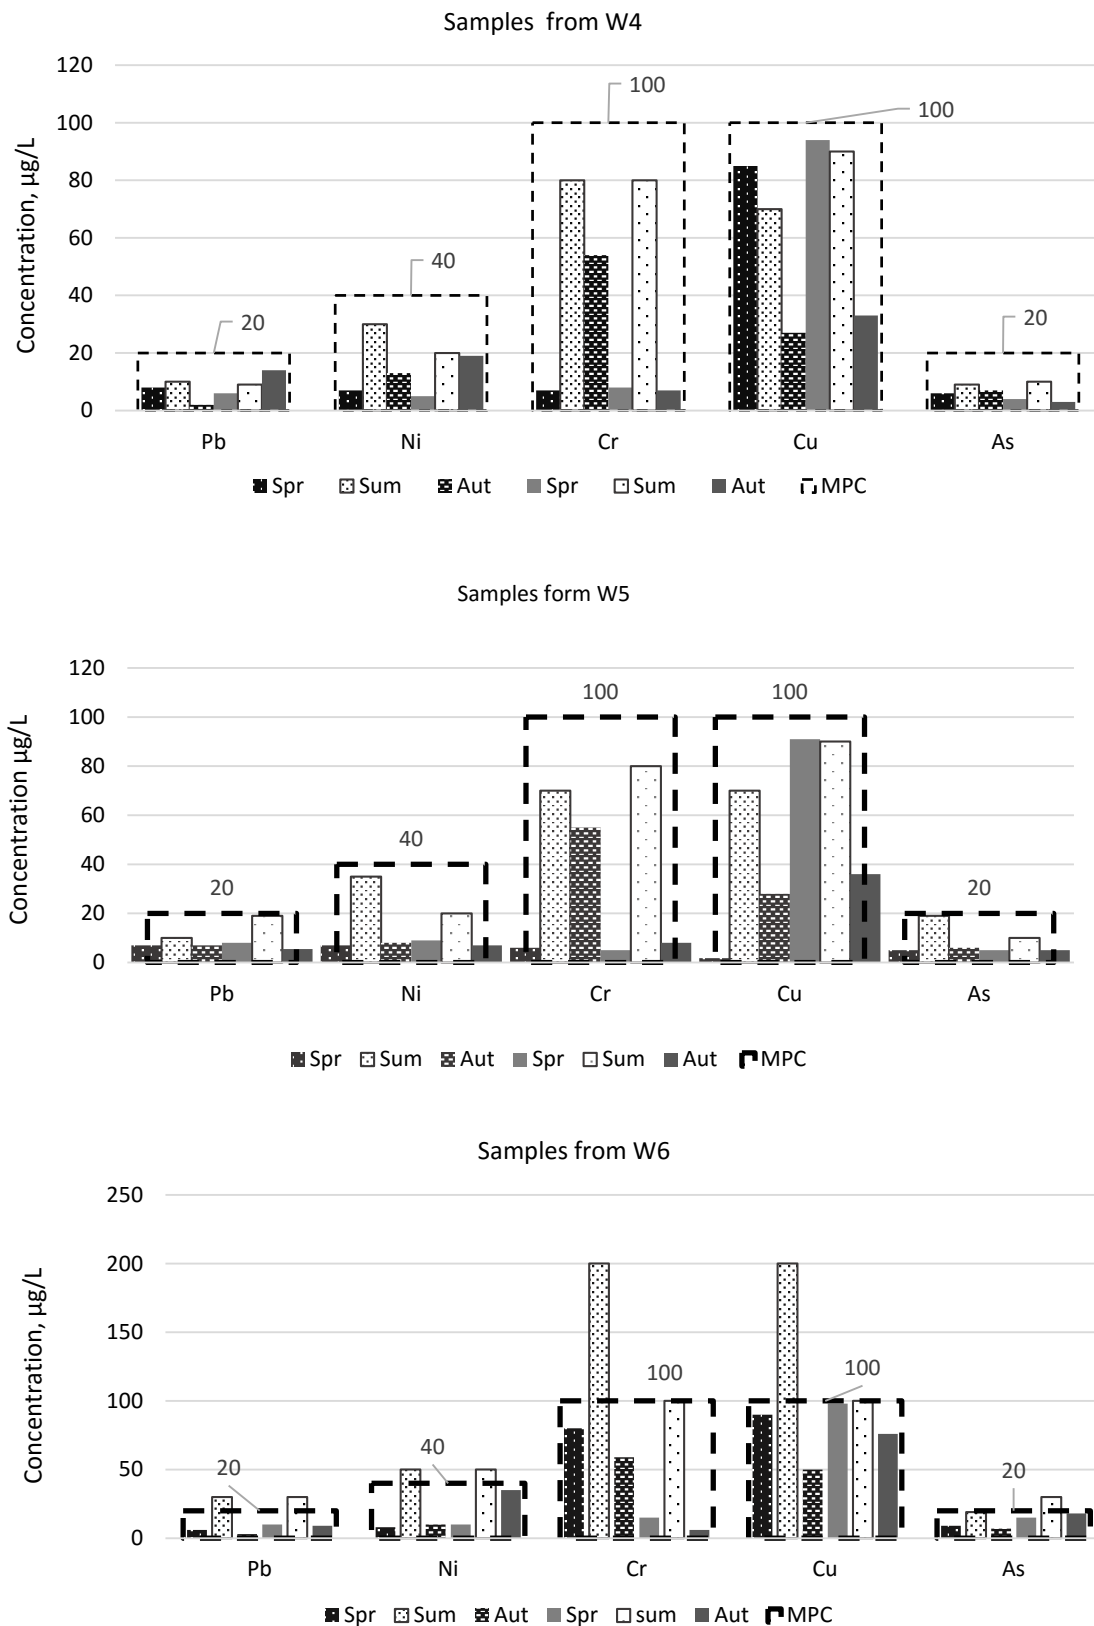 Samples  from W4
Concentration, µg/L
120
100
80
60
40
20
0
20
40
100
100
20
Pb Ni Cr Cu As
Spr Sum Aut Spr Sum Aut MPC
Samples form W5
Concentration µg/L
120
100
80
60
40
20
0
20
40
100
100
20
Pb Ni Cr Cu As
Spr Sum Aut Spr Sum Aut MPC
Samples from W6
Concentration, µg/L
250
200
150
100
50
0
20
40
100
100
20
Pb Ni Cr Cu As
Spr Sum Aut Spr sum Aut MPC